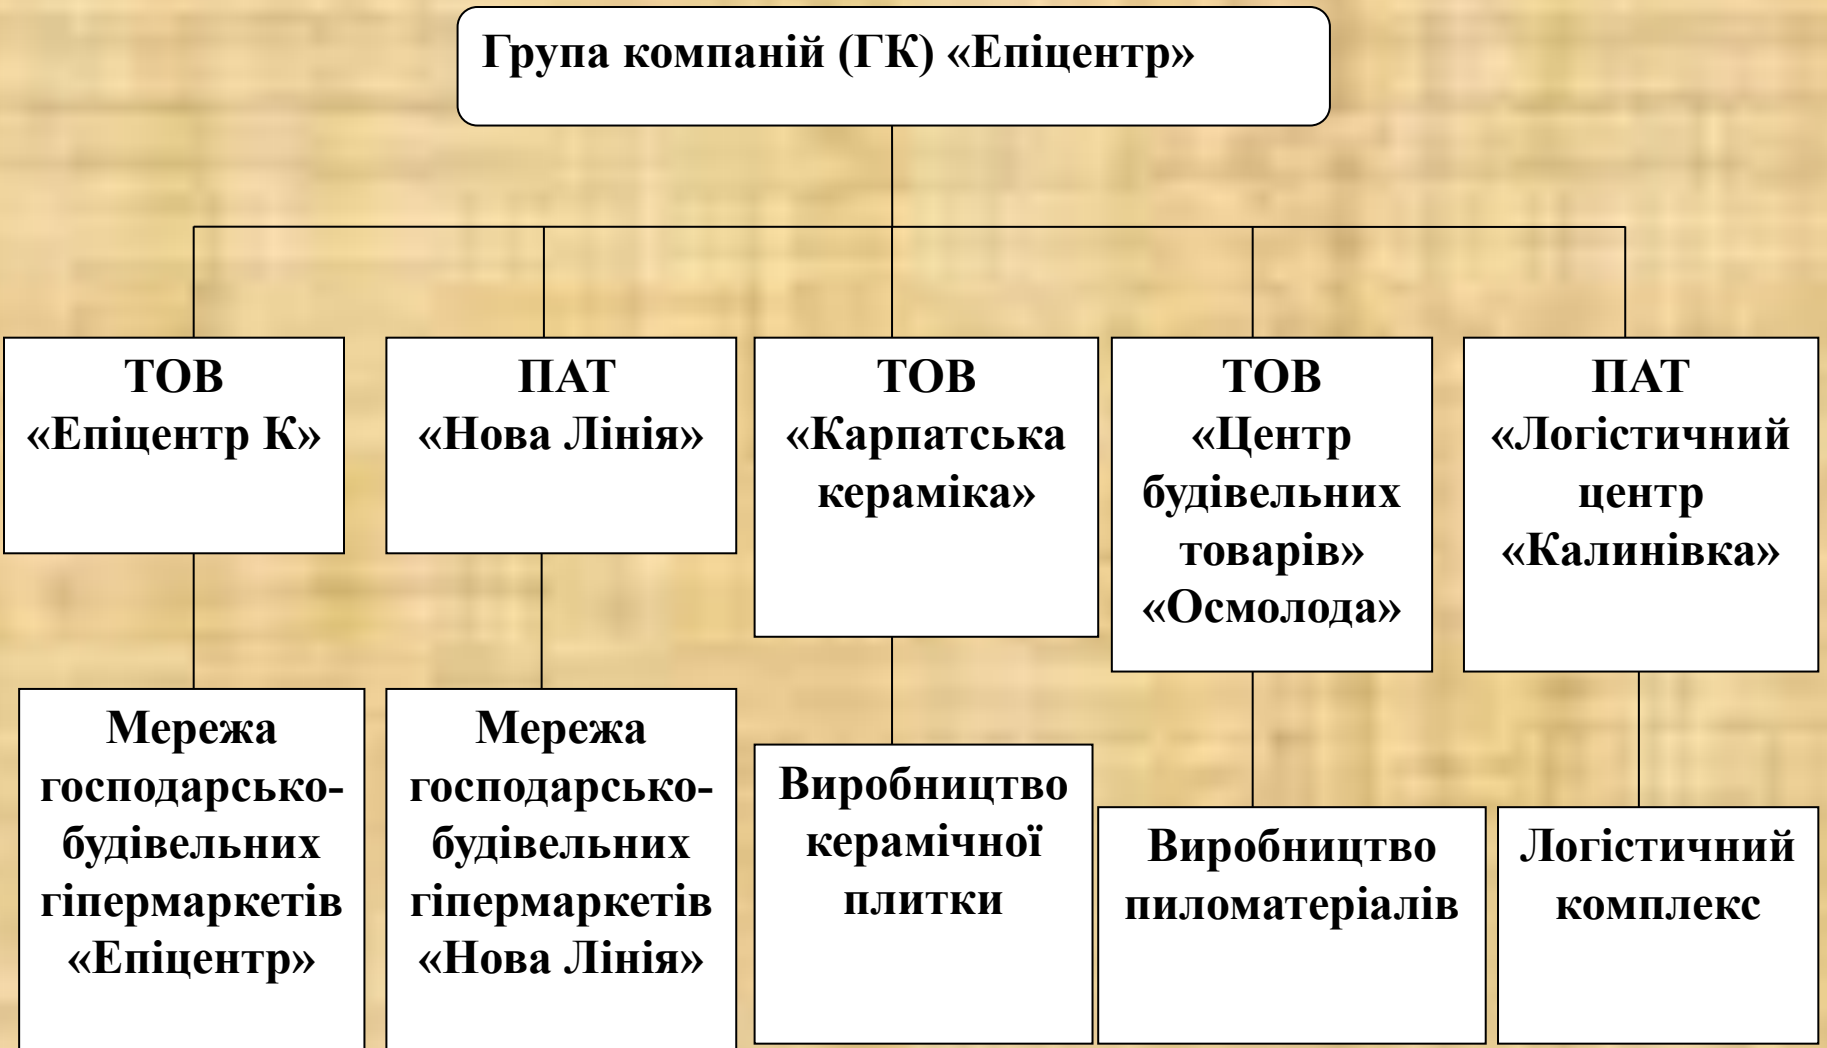 Група компаній (ГК) «Епіцентр»
ТОВ
«Епіцентр К»
ПАТ
«Нова Лінія»
ТОВ
«Карпатська
кераміка»
ТОВ
«Центр
будівельних
товарів»
«Осмолода»
ПАТ
«Логістичний
центр
«Калинівка»
Мережа
господарсько-
будівельних
гіпермаркетів
«Епіцентр»
Мережа
господарсько-
будівельних
гіпермаркетів
«Нова Лінія»
Виробництво
керамічної
плитки
Виробництво
пиломатеріалів
Логістичний
комплекс